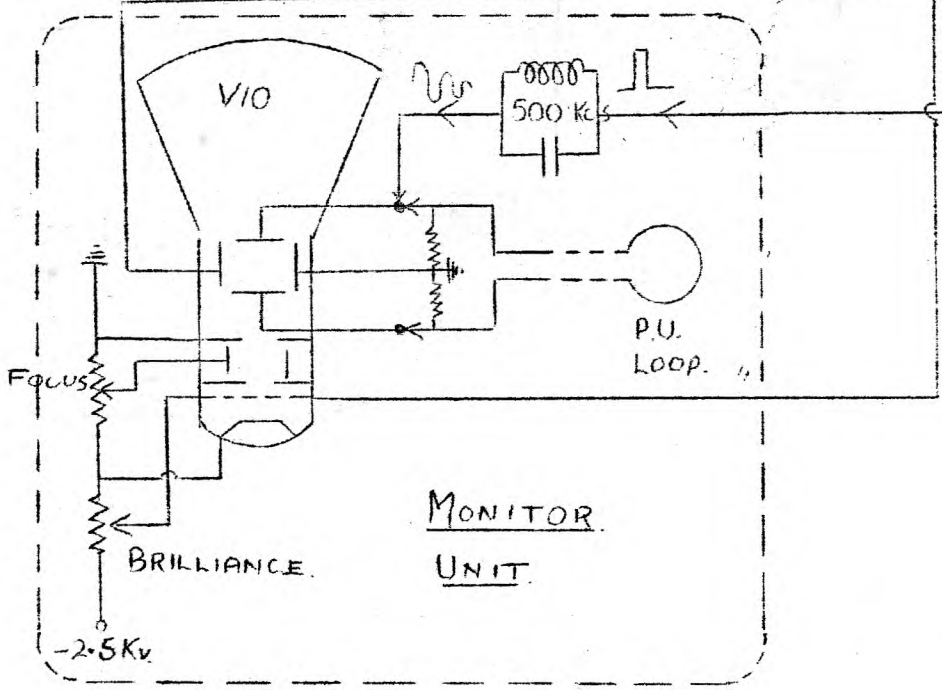 V10
500 Kc
P.U.
LOOP.
FOCUS
MONITOR
UNIT.
BRILLIANCE.
-2.5Kv.